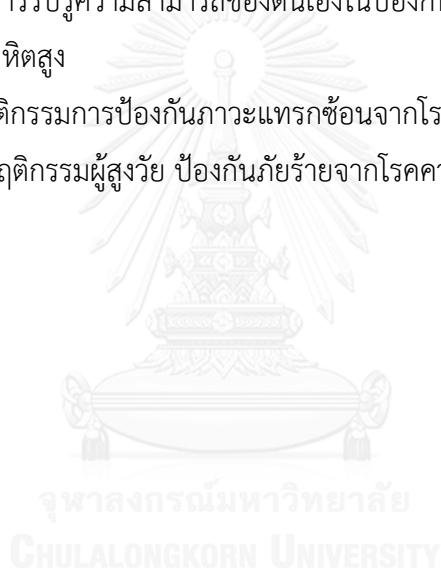 การรับรู้ความสามารถของตนเองในป้องกั
หิตสูง
ติกรรมการป้องกันภาวะแทรกซ้อนจากโร
ฤติกรรมผู้สูงวัย ป้องกันภัยร้ายจากโรคคว
จุฬาลงกรณ์มหาวิทยาลัย
CHULALONGKORN UNIVERSITY